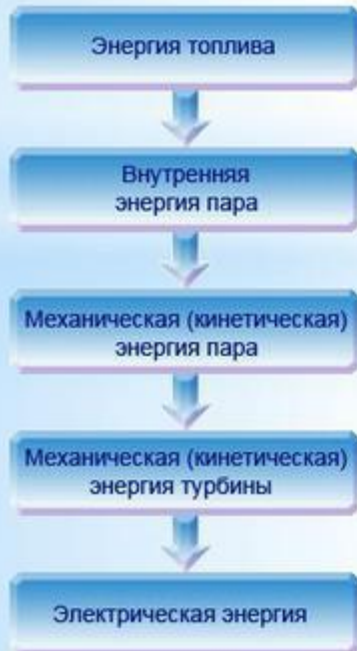 Энергия топлива
Внутренняя
энергия пара
Механическая (кинетическая)
энергия пара
Механическая (кинетическая)
энергия турбины
Электрическая энергия